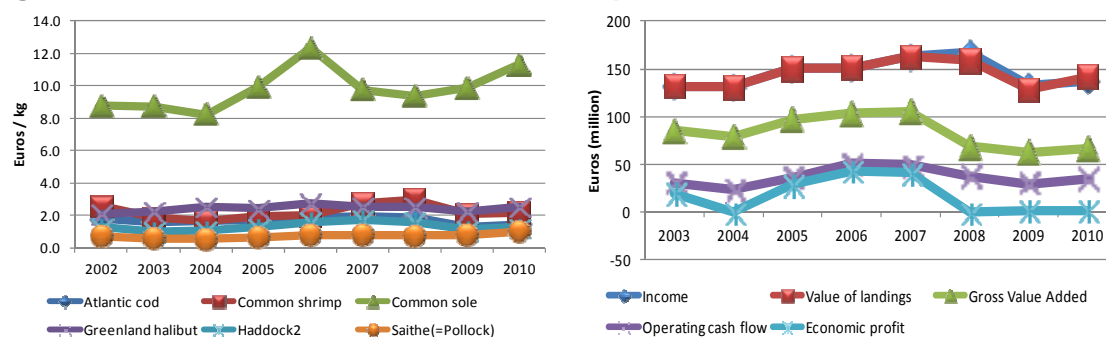 14.0
12.0
10.0
8.0
6.0
4.0
2.0
0.0
Euros / kg
2002 2003 2004 2005 2006 2007 2008 2009 2010
Atlantic cod Common shrimp Common sole
Greenland halibut Haddock2 Saithe(=Pollock)
200
150
100
50
0
-50
Euros (million)
2003 2004 2005 2006 2007 2008 2009 2010
Income Value of landings Gross Value Added
Operating cash flow Economic profit